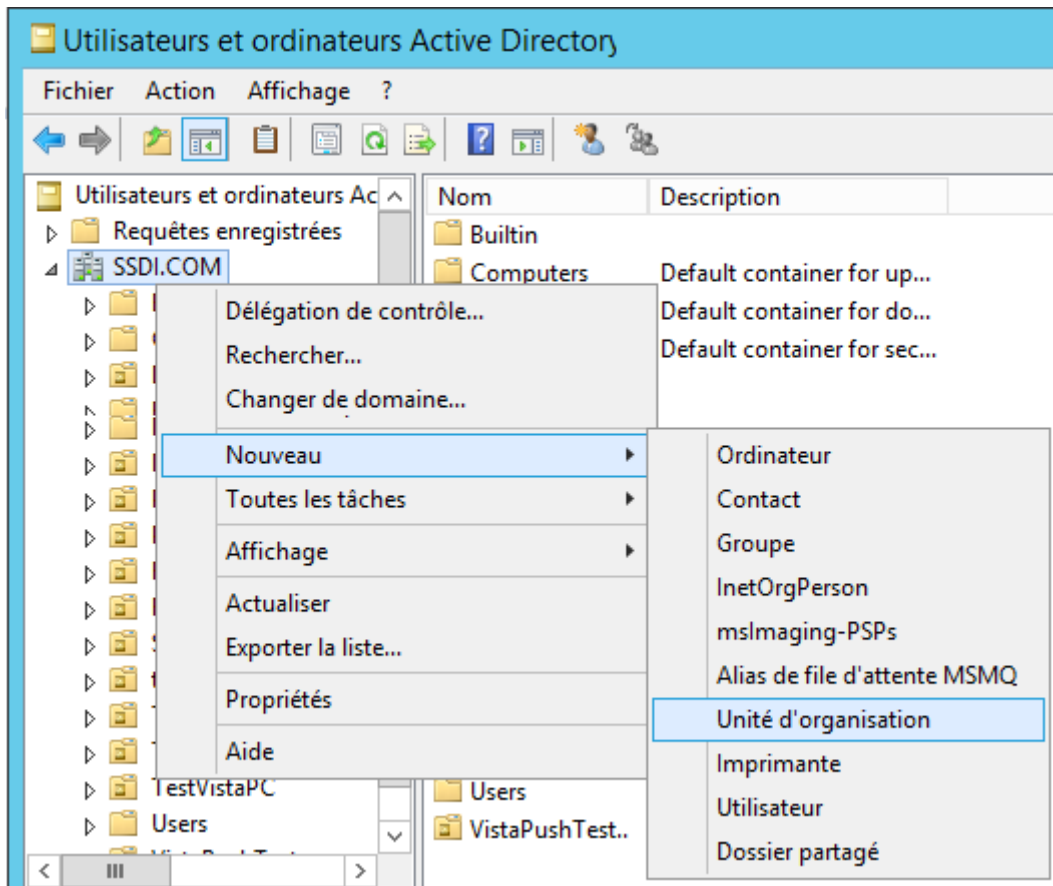 Utilisateurs et ordinateurs Active Directory
Fichier Action Affichage ?
Utilisateurs et ordinateurs Ac
Nom Description
Requêtes enregistrées
Builtin
SSDI.COM
Computers Default container for up...
Délégation de contrôle...
Default container for do...
Rechercher...
Default container for sec...
Changer de domaine...
Nouveau
Ordinateur
Toutes les tâches
Contact
Affichage
Groupe
InetOrgPerson
Actualiser
msImaging-PSPs
Exporter la liste...
Alias de file d'attente MSMQ
Propriétés
Unité d'organisation
Aide
Imprimante
TestVistaPC
Users
Utilisateur
Users
VistaPushTest..
Dossier partagé